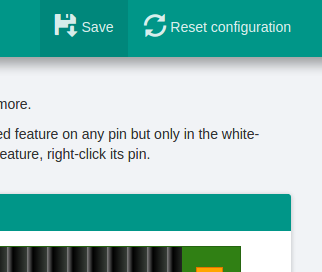 Save Reset configuration
more.
ed feature on any pin but only in the white-
eature, right-click its pin.